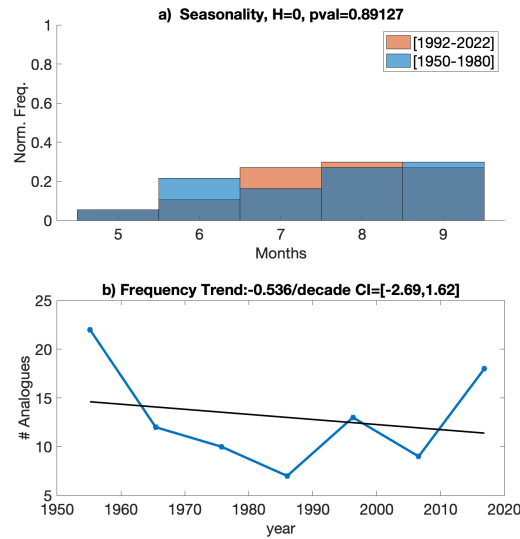 a) Seasonality, H=0, pval=0.89127
1
0.8
0.6
0.4
0.2
0
Norm. Freq.
[1992-2022]
[1950-1980]
5 6 7 8 9
Months
b) Frequency Trend:-0.536/decade CI=[-2.69,1.62]
25
20
15
10
5
# Analogues
1950 1960 1970 1980 1990 2000 2010 2020
year